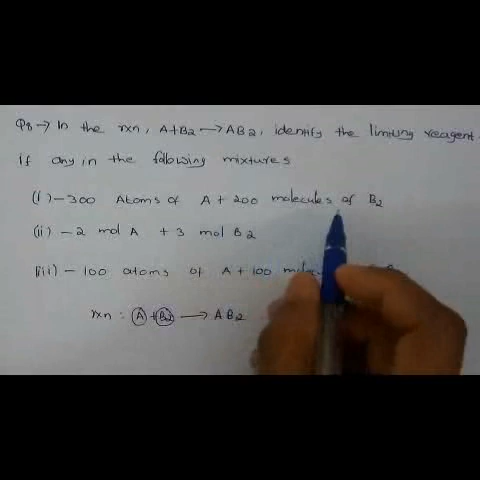 Q8→ In the rxn, A+B2 → AB2, identify the limiting reagent.
if any in the following mixtures
(i) - 300 Atoms of A + 200 molecules of B2
(ii) - 2 mol A + 3 mol B2
(iii) - 100 atoms of A + 100
rxn : A + B2 → AB2